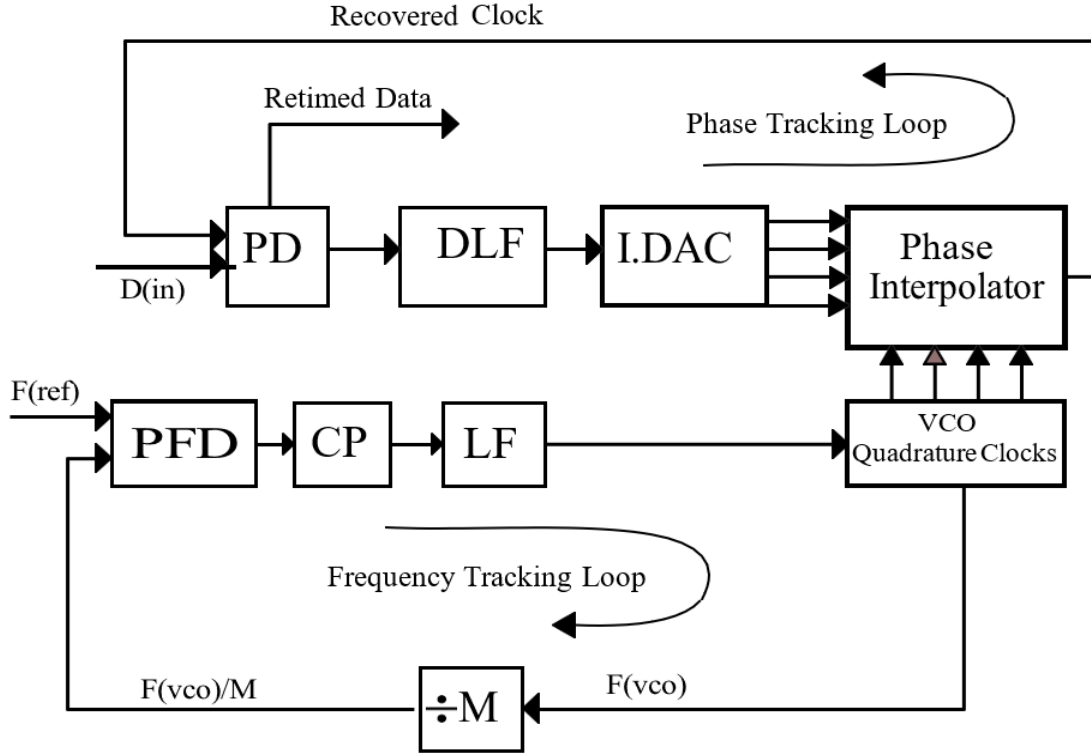 Recovered Clock
Retimed Data
Phase Tracking Loop
PD
DLF
I.DAC
Phase
Interpolator
D(in)
F(ref)
PFD
CP
LF
VCO
Quadrature Clocks
Frequency Tracking Loop
F(vco)/M
÷M
F(vco)